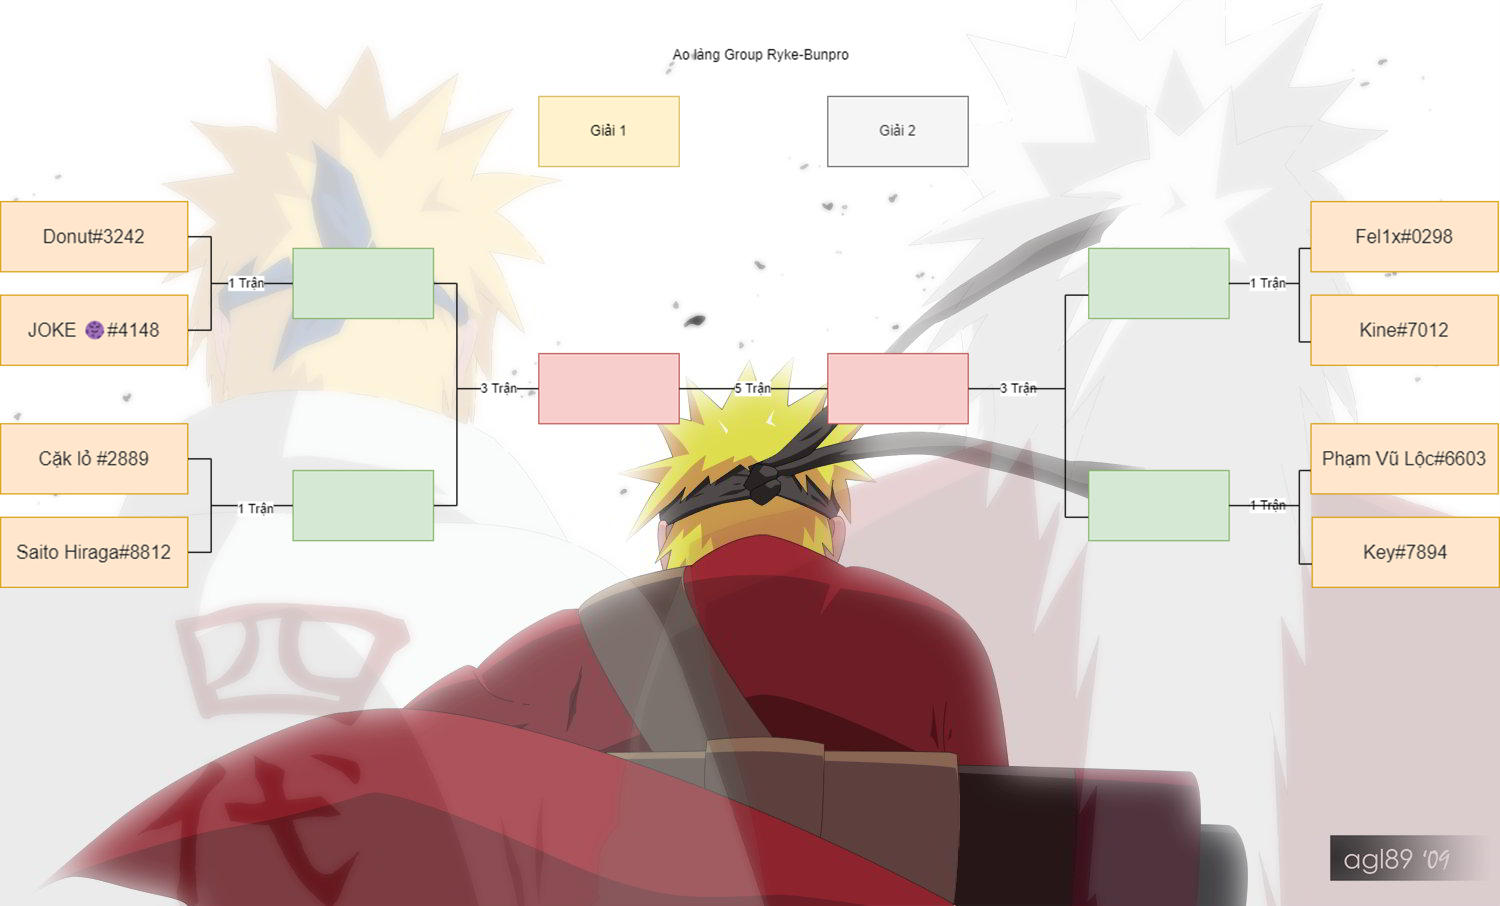 Ao làng Group Ryke-Bunpro
Giải 1
Giải 2
Donut#3242
JOKE 😈#4148
Cặk lỏ #2889
Saito Hiraga#8812
1 Trận
1 Trận
3 Trận
5 Trận
3 Trận
1 Trận
1 Trận
Fel1x#0298
Kine#7012
Phạm Vũ Lộc#6603
Key#7894
四
代
agl89 '09